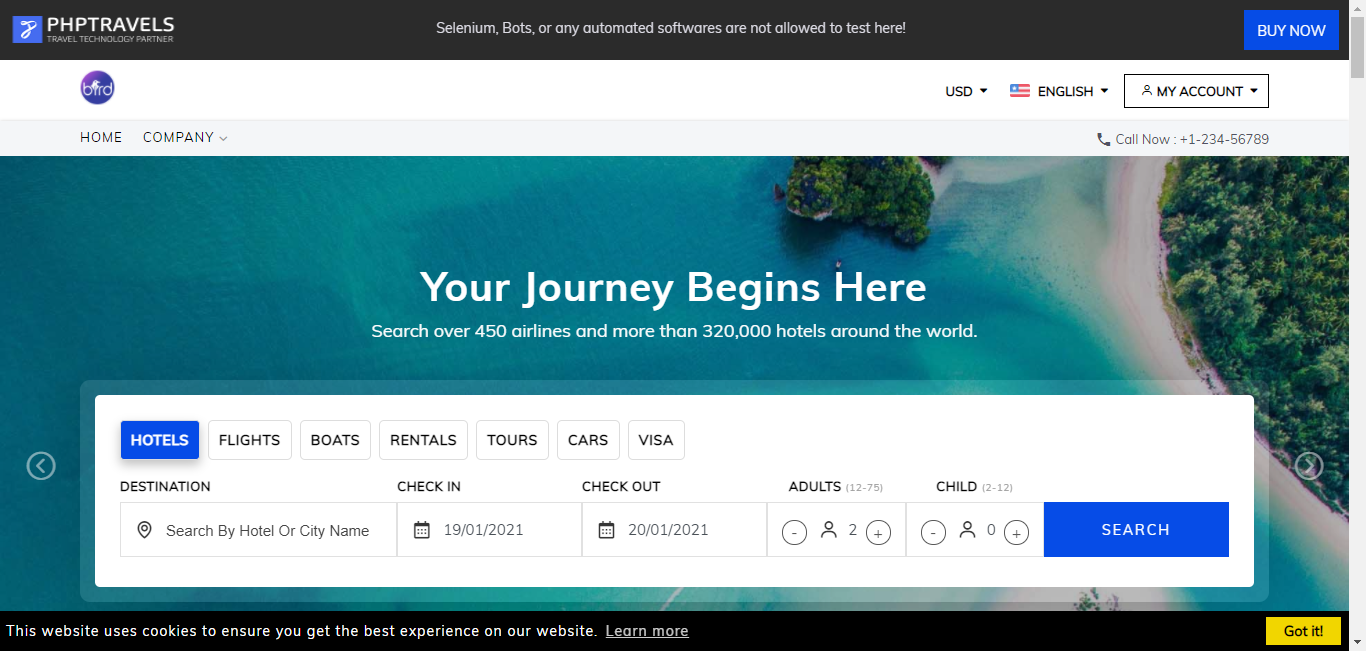 PHPTRAVELS
TRAVEL TECHNOLOGY PARTNER
Selenium, Bots, or any automated softwares are not allowed to test here!
BUY NOW
bird
USD
ENGLISH
MY ACCOUNT
HOME
COMPANY
Call Now : +1-234-56789
Your Journey Begins Here
Search over 450 airlines and more than 320,000 hotels around the world.
HOTELS
FLIGHTS
BOATS
RENTALS
TOURS
CARS
VISA
DESTINATION
CHECK IN
CHECK OUT
ADULTS (12-75)
CHILD (2-12)
Search By Hotel Or City Name
19/01/2021
20/01/2021
- 2 +
- 0 +
SEARCH
This website uses cookies to ensure you get the best experience on our website. Learn more
Got it!